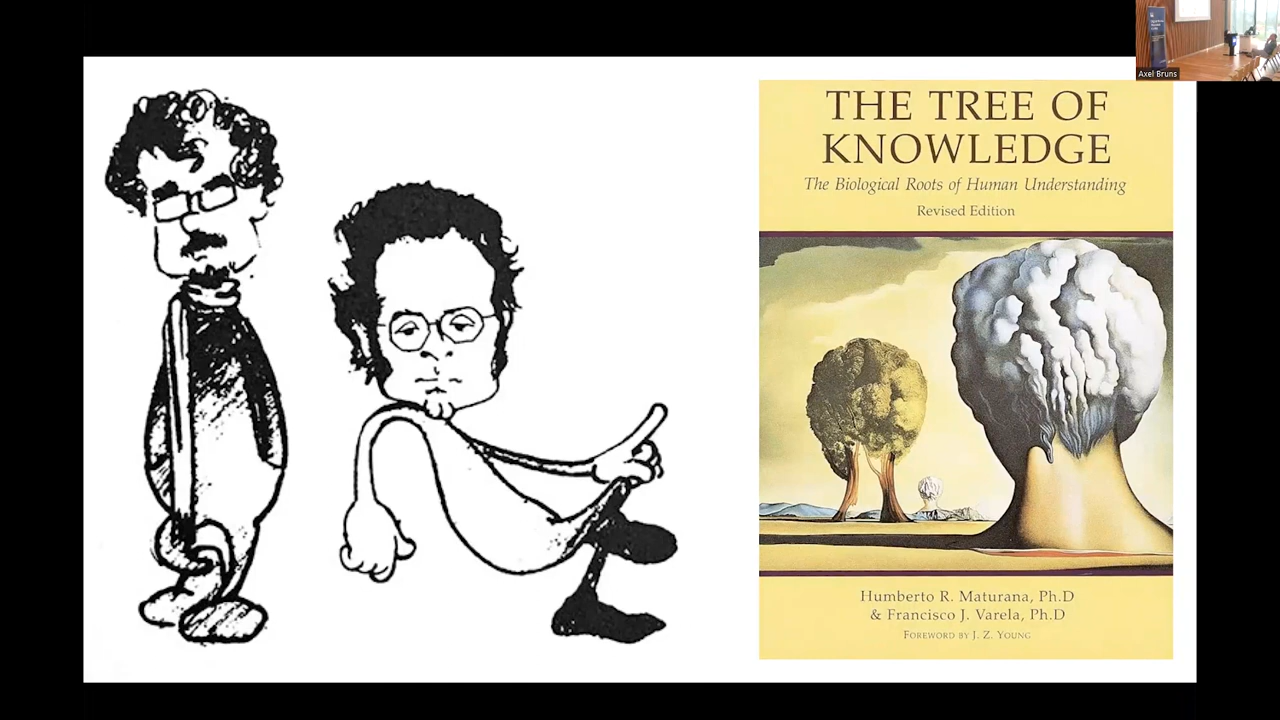 Axel Bruns
THE TREE OF
KNOWLEDGE
The Biological Roots of Human Understanding
Revised Edition
Humberto R. Maturana, Ph.D
& Francisco J. Varela, Ph.D
FOREWORD BY J. Z. YOUNG